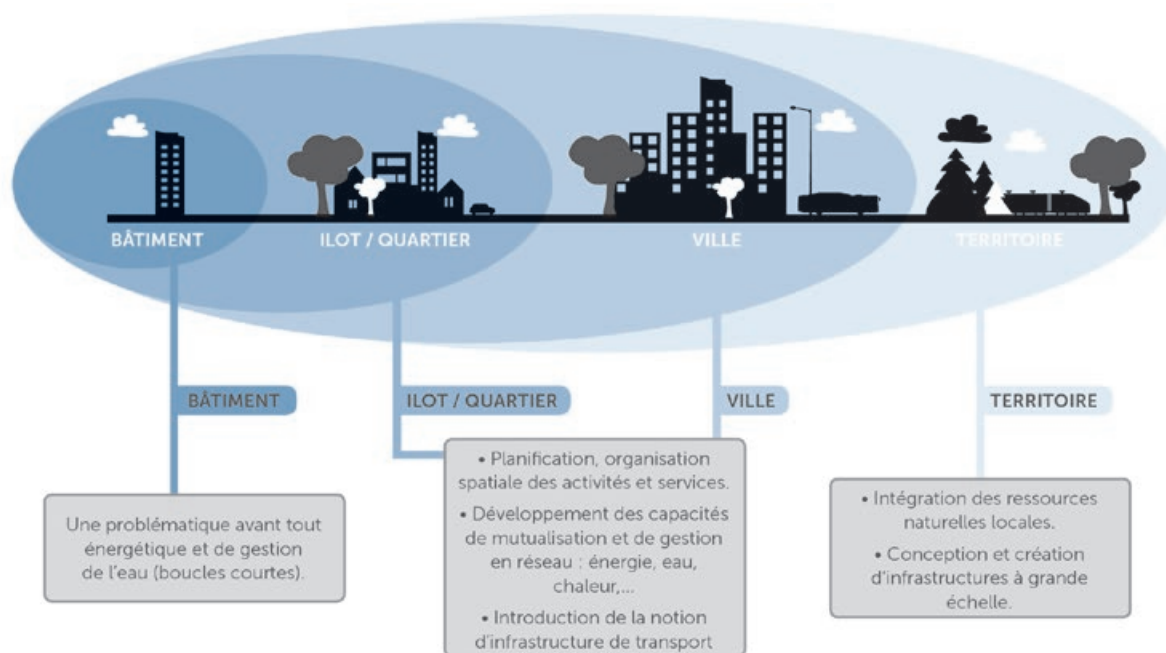 BÂTIMENT
ILOT / QUARTIER
VILLE
TERRITOIRE
BÂTIMENT
ILOT / QUARTIER
VILLE
TERRITOIRE
Une problématique avant tout
énergétique et de gestion
de l'eau (boucles courtes).
• Planification, organisation
spatiale des activités et services.
• Développement des capacités
de mutualisation et de gestion
en réseau : énergie, eau,
chaleur,...
• Introduction de la notion
d'infrastructure de transport
• Intégration des ressources
naturelles locales.
• Conception et création
d'infrastructures à grande
échelle.